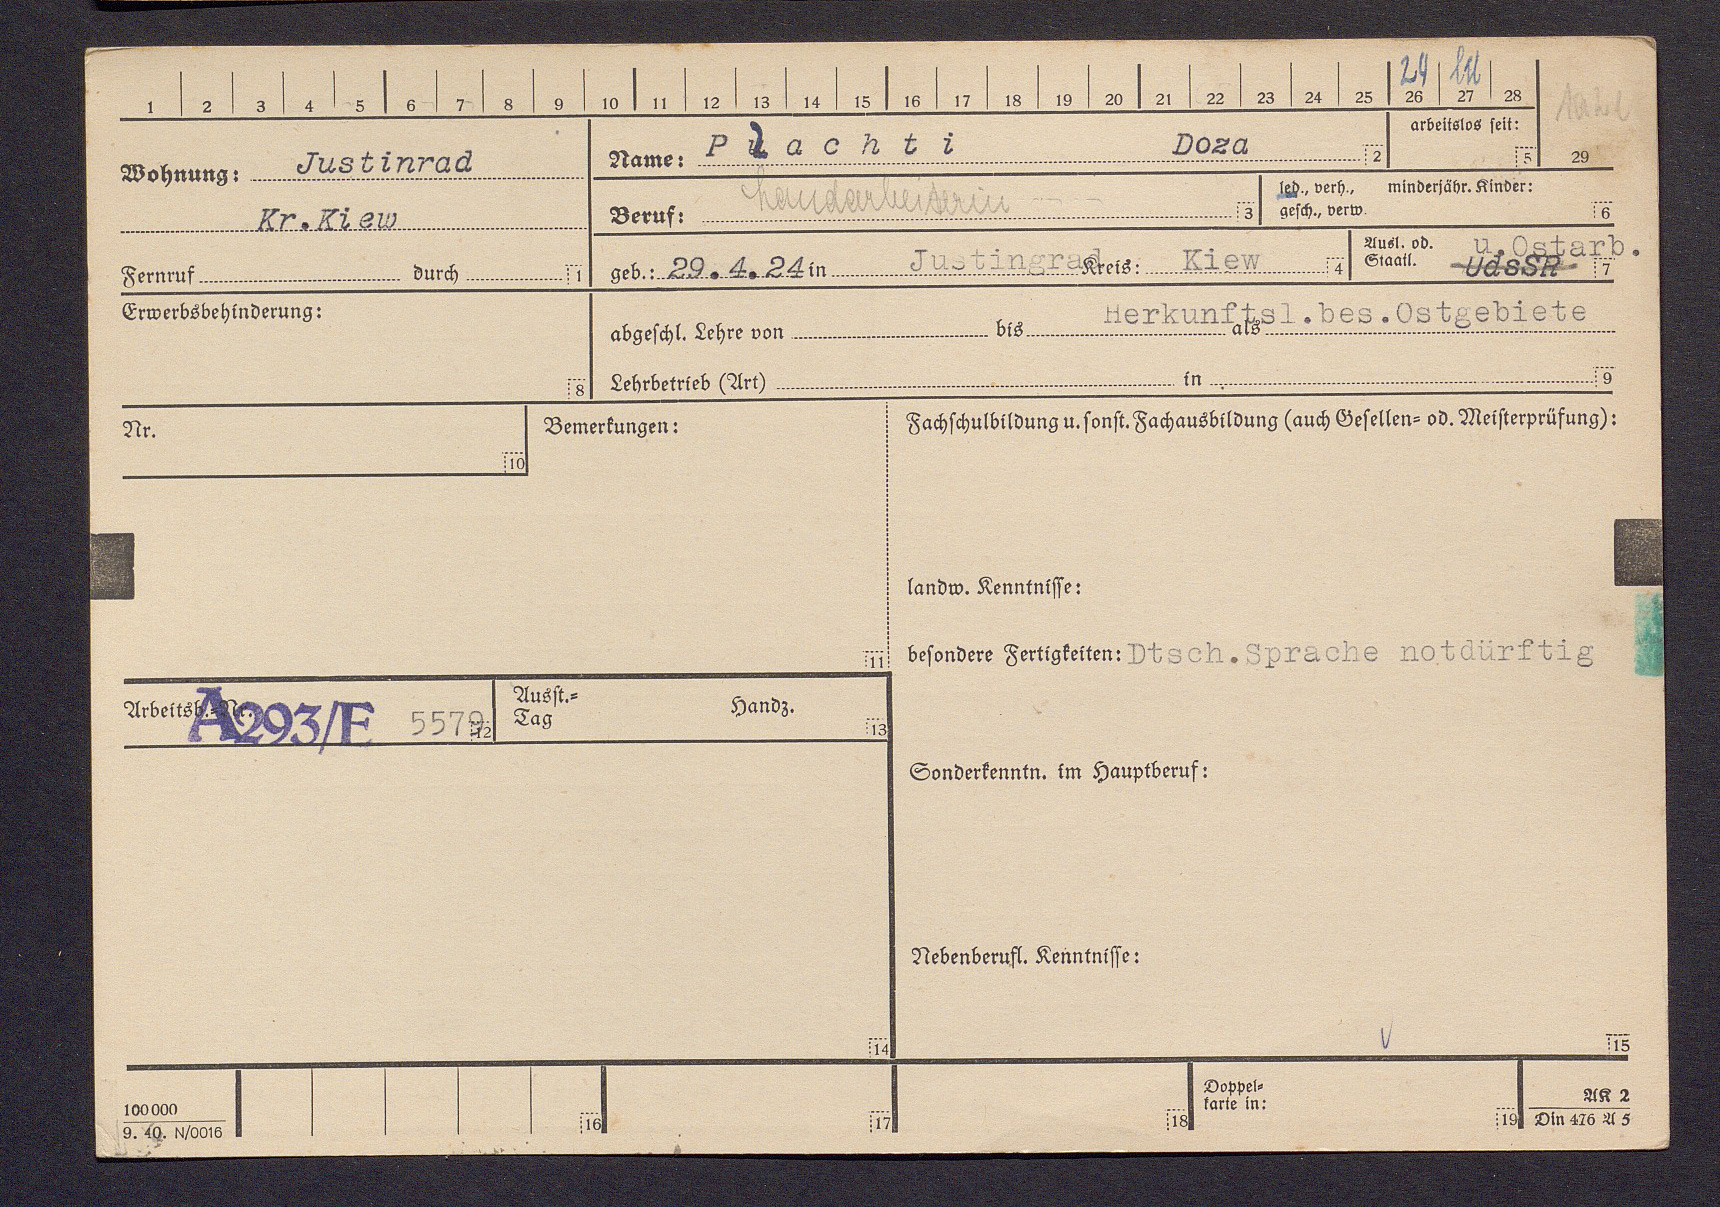 1 2 3 4 5 6 7 8 9 10 11 12 13 14 15 16 17 18 19 20 21 22 23 24 25 26 27 28
24
arbeitslos seit: 5
29
Wohnung: Justinrad
Kr.Kiew
Fernruf durch 1
Name: Plachti Doza 2
Beruf: Landarbeiterin 3
led., verh., minderjähr. Kinder:
gesch., verw. 6
geb.: 29.4.24 in Justingrad Kreis: Kiew 4
Ausl. od. u.Ostarb.
Staatl. UdsSR 7
Erwerbsbehinderung: 8
Herkunftsl.bes.Ostgebiete
abgeschl. Lehre von bis als
Lehrbetrieb (Art) in 9
Nr. 10
Bemerkungen: 11
Fachschulbildung u. sonst. Fachausbildung (auch Gesellen- od. Meisterprüfung):
landw. Kenntnisse:
besondere Fertigkeiten: Dtsch.Sprache notdürftig
Arbeitsb.-Nr. A293/E 5579 12
Ausst.-
Tag Handz. 13
Sonderkenntn. im Hauptberuf:
Nebenberufl. Kenntnisse:
14
15
100000
9. 40. N/0016
16 17 18
Doppel-
karte in: 19
AK 2
Din 476 A 5